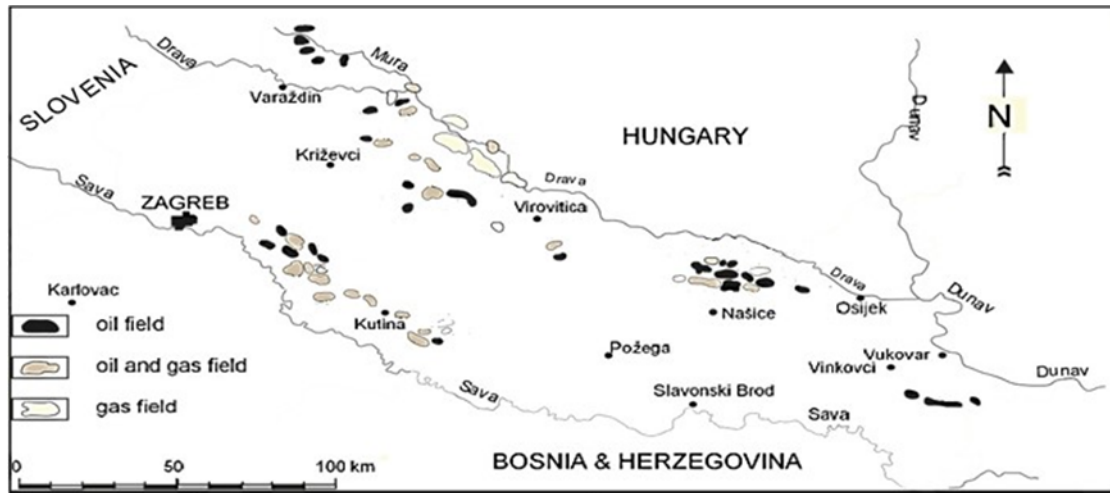 Drava
Mura
SLOVENIA
Varaždin
Dunav
N
HUNGARY
Križevci
Drava
Sava
ZAGREB
Virovitica
Karlovac
Drava
Dunav
Osijek
Našice
Kutina
oil field
Požega
Vukovar
Vinkovci
Dunav
oil and gas field
Sava
Slavonski Brod
Sava
gas field
BOSNIA & HERZEGOVINA
0 50 100 km